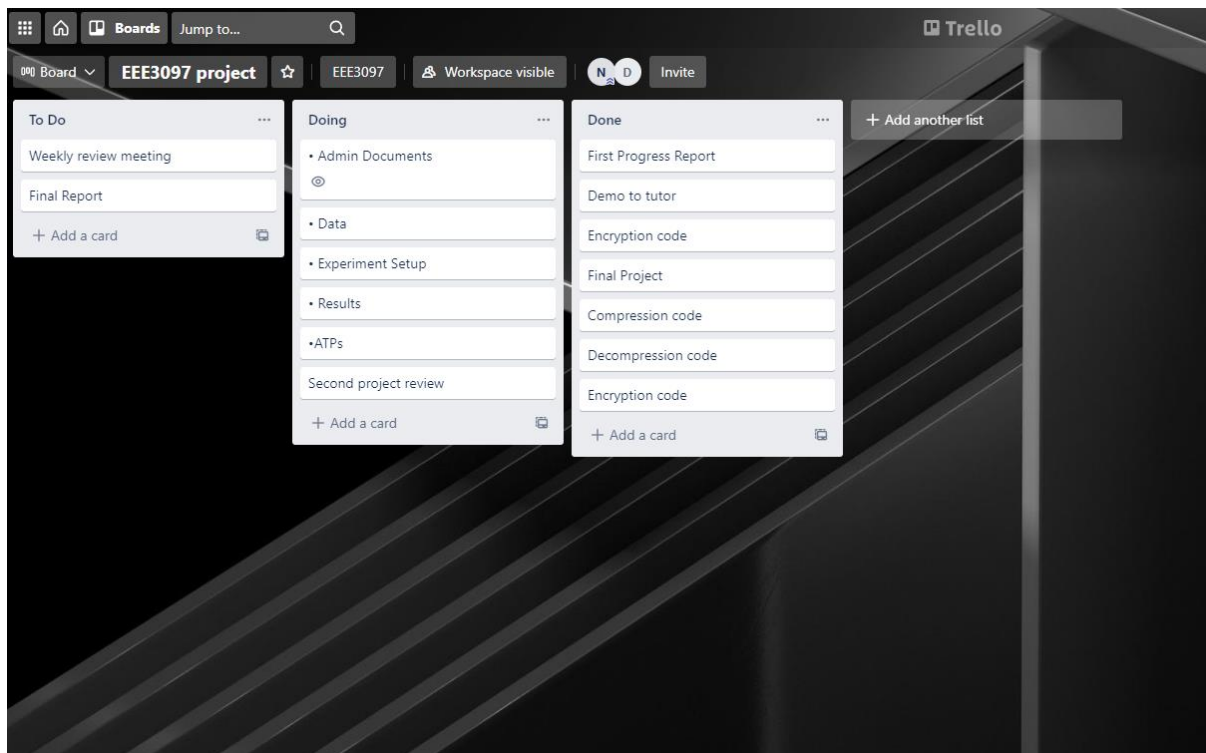 Boards
Jump to...
Trello
Board
EEE3097 project
EEE3097
Workspace visible
N
D
Invite
To Do
Weekly review meeting
Final Report
+ Add a card
Doing
• Admin Documents
• Data
• Experiment Setup
• Results
•ATPs
Second project review
+ Add a card
Done
First Progress Report
Demo to tutor
Encryption code
Final Project
Compression code
Decompression code
Encryption code
+ Add a card
+ Add another list